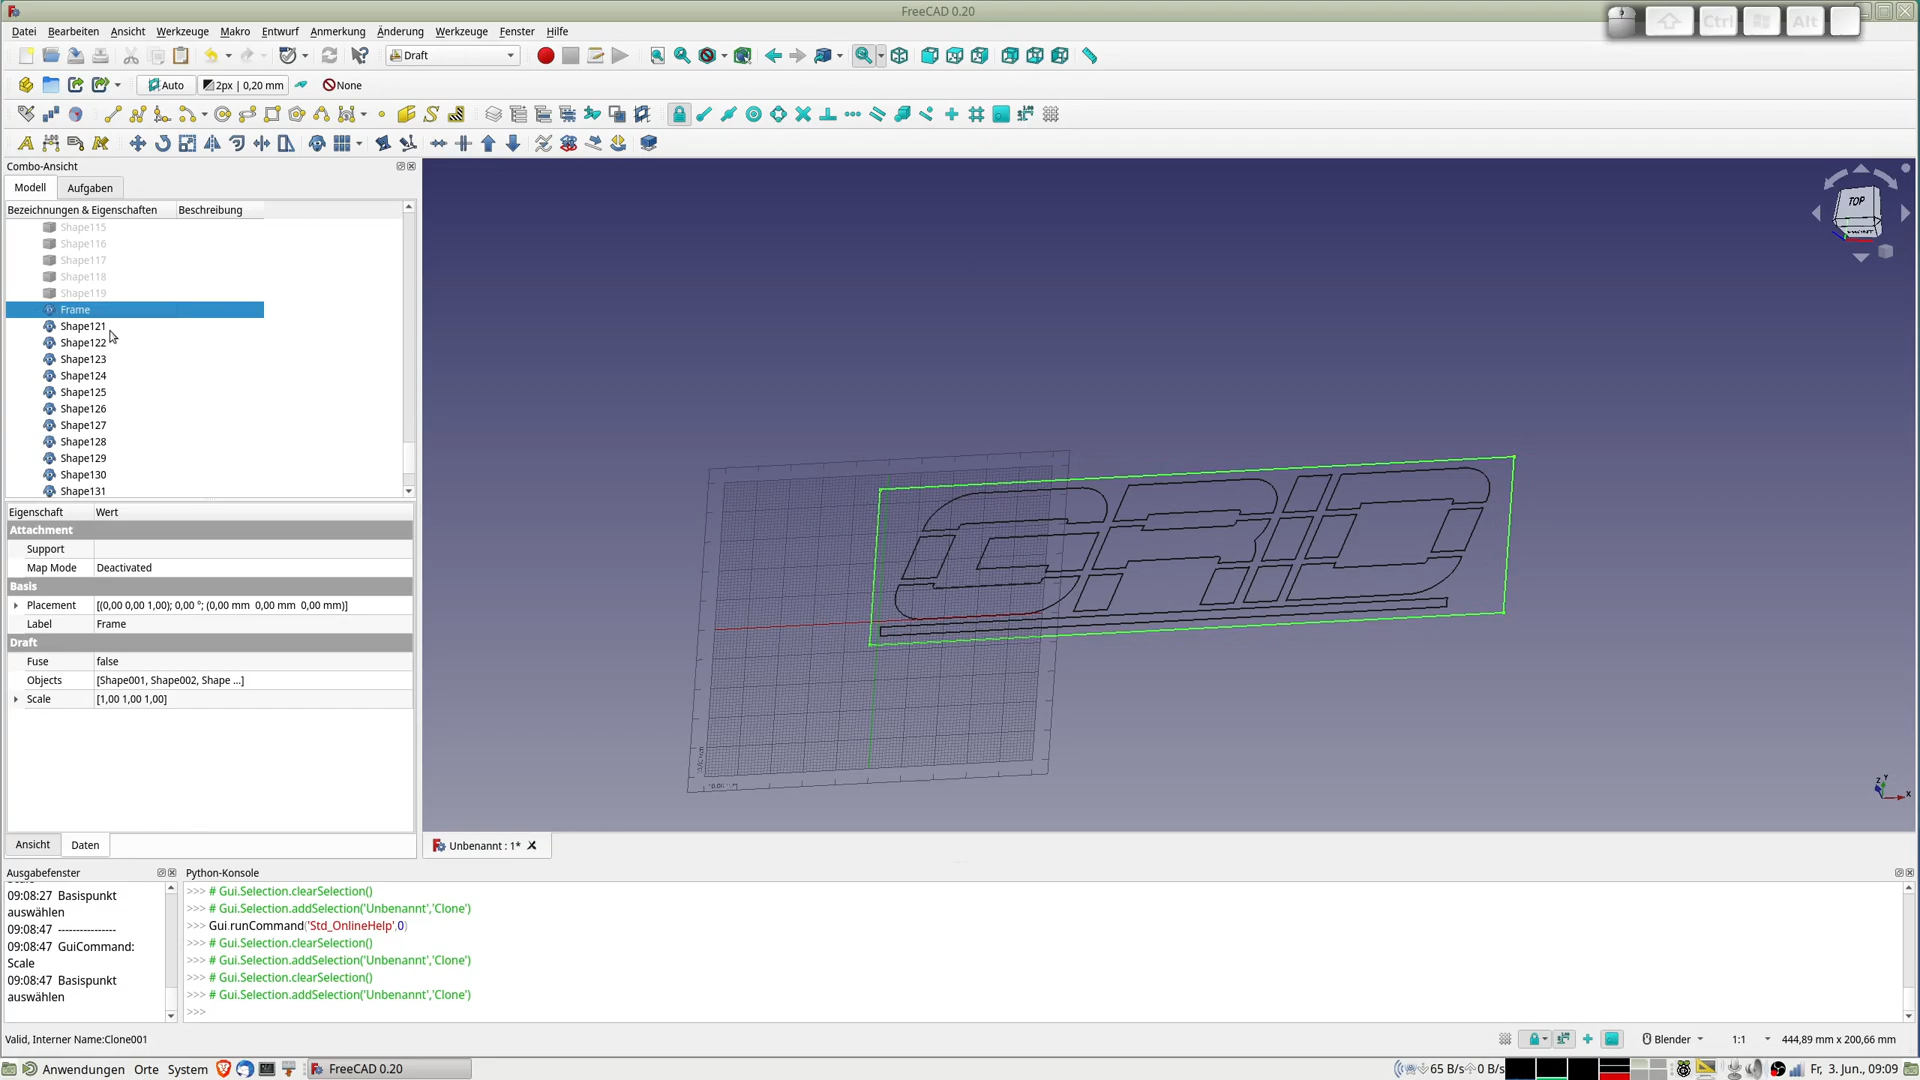 FreeCAD 0.20
Ctrl Alt
Datei Bearbeiten Ansicht Werkzeuge Makro Entwurf Anmerkung Änderung Werkzeuge Fenster Hilfe
Draft
Auto 2px | 0,20 mm None
Combo-Ansicht
Modell Aufgaben
Bezeichnungen & Eigenschaften Beschreibung
Shape115
Shape116
Shape117
Shape118
Shape119
Frame
Shape121
Shape122
Shape123
Shape124
Shape125
Shape126
Shape127
Shape128
Shape129
Shape130
Shape131
TOP
GRID
Z Y X
Eigenschaft Wert
Attachment
Support
Map Mode Deactivated
Basis
Placement [(0,00 0,00 1,00); 0,00 °; (0,00 mm 0,00 mm 0,00 mm)]
Label Frame
Draft
Fuse false
Objects [Shape001, Shape002, Shape ...]
Scale [1,00 1,00 1,00]
Ansicht Daten
Unbenannt : 1*
Ausgabefenster
09:08:27 Basispunkt
auswählen
09:08:47 ----------------
09:08:47 GuiCommand:
Scale
09:08:47 Basispunkt
auswählen
Python-Konsole
>>> # Gui.Selection.clearSelection()
>>> # Gui.Selection.addSelection('Unbenannt','Clone')
>>> Gui.runCommand('Std_OnlineHelp',0)
>>> # Gui.Selection.clearSelection()
>>> # Gui.Selection.addSelection('Unbenannt','Clone')
>>> # Gui.Selection.clearSelection()
>>> # Gui.Selection.addSelection('Unbenannt','Clone')
>>>
Valid, Interner Name:Clone001
Blender 1:1 444,89 mm x 200,66 mm
Anwendungen Orte System FreeCAD 0.20 65 B/s 0 B/s Fr, 3. Jun., 09:09